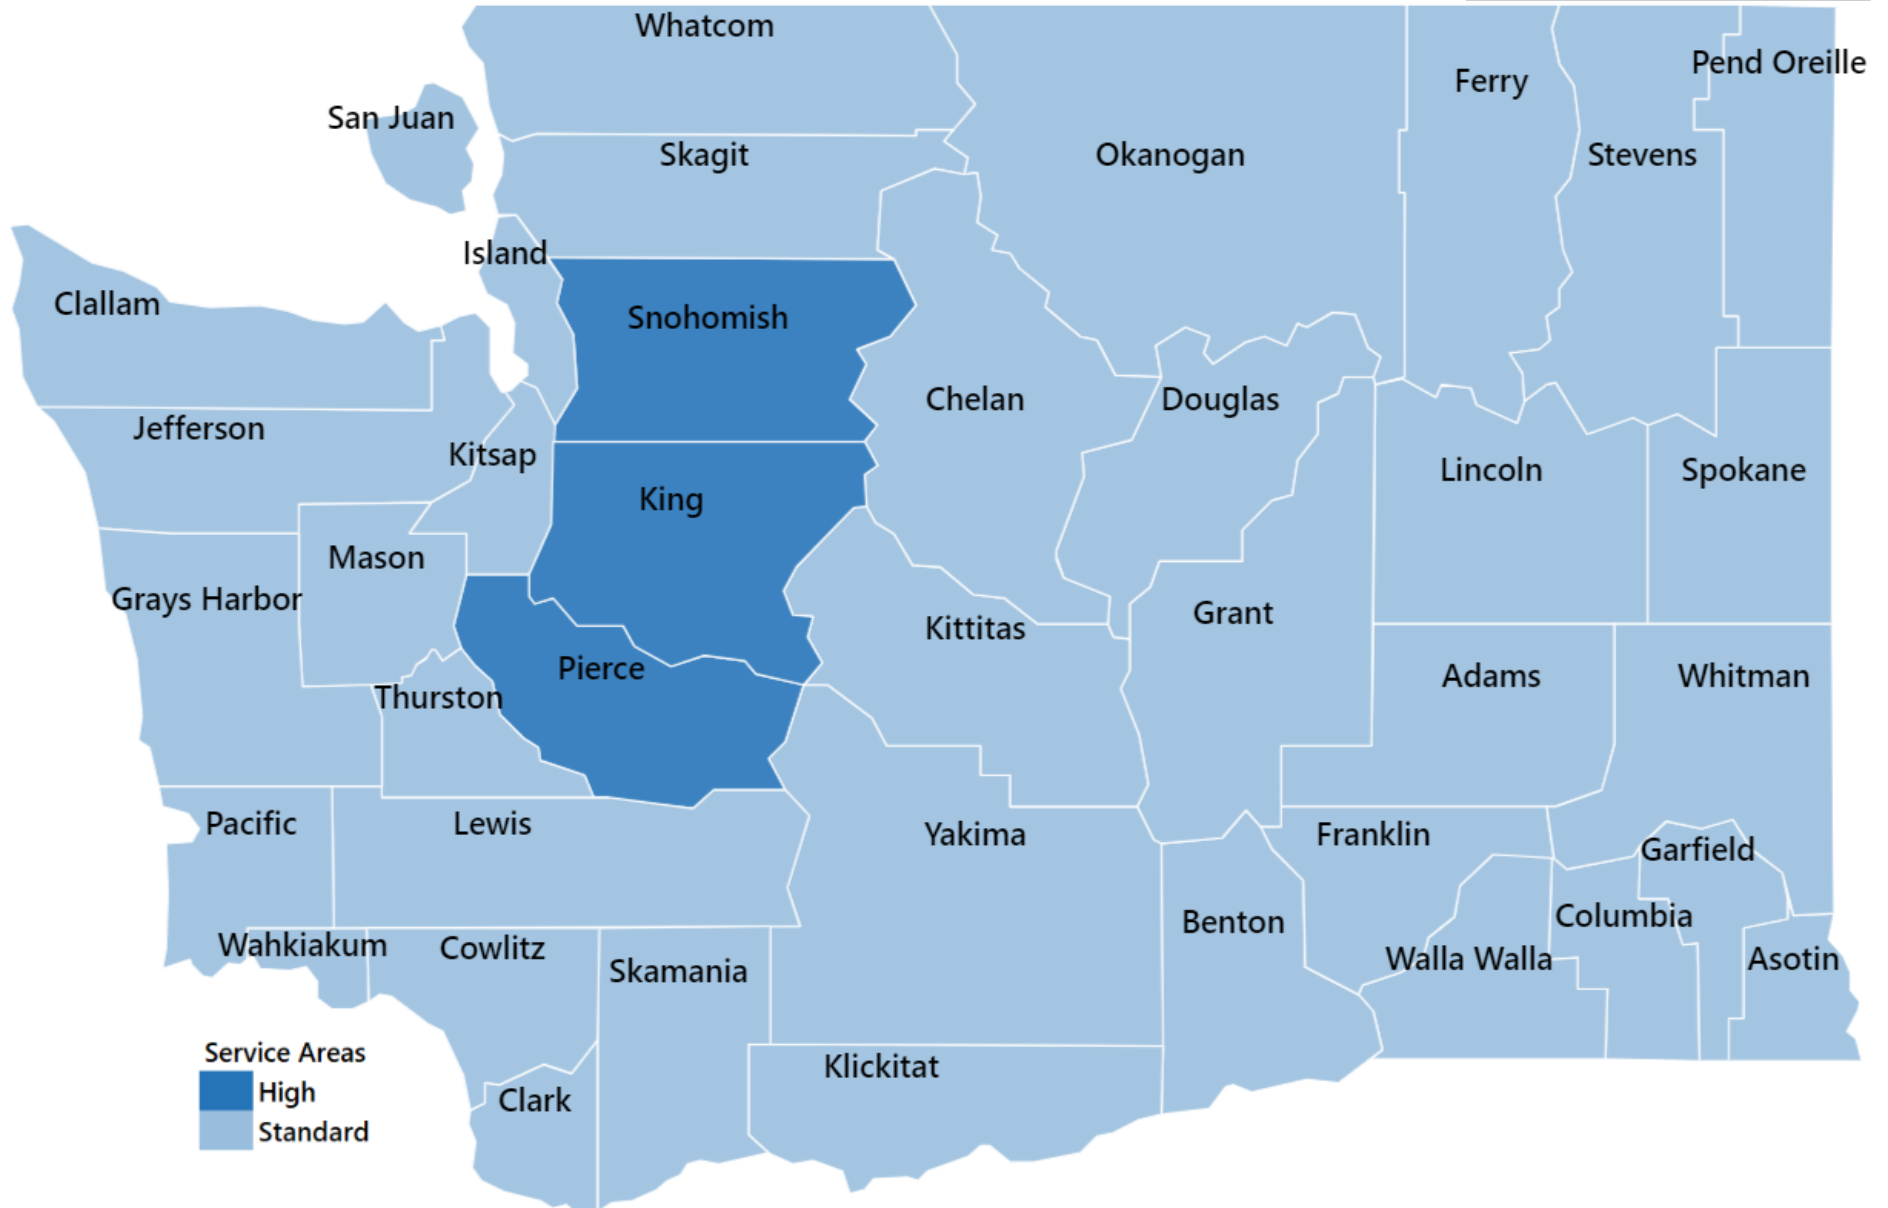 Whatcom
Pend Oreille
Ferry
San Juan
Skagit
Okanogan
Stevens
Island
Clallam
Snohomish
Chelan
Douglas
Jefferson
Kitsap
Lincoln
Spokane
King
Mason
Grays Harbor
Grant
Kittitas
Pierce
Adams
Whitman
Thurston
Pacific
Lewis
Yakima
Franklin
Garfield
Columbia
Benton
Wahkiakum
Cowlitz
Walla Walla
Asotin
Skamania
Service Areas
High
Standard
Klickitat
Clark